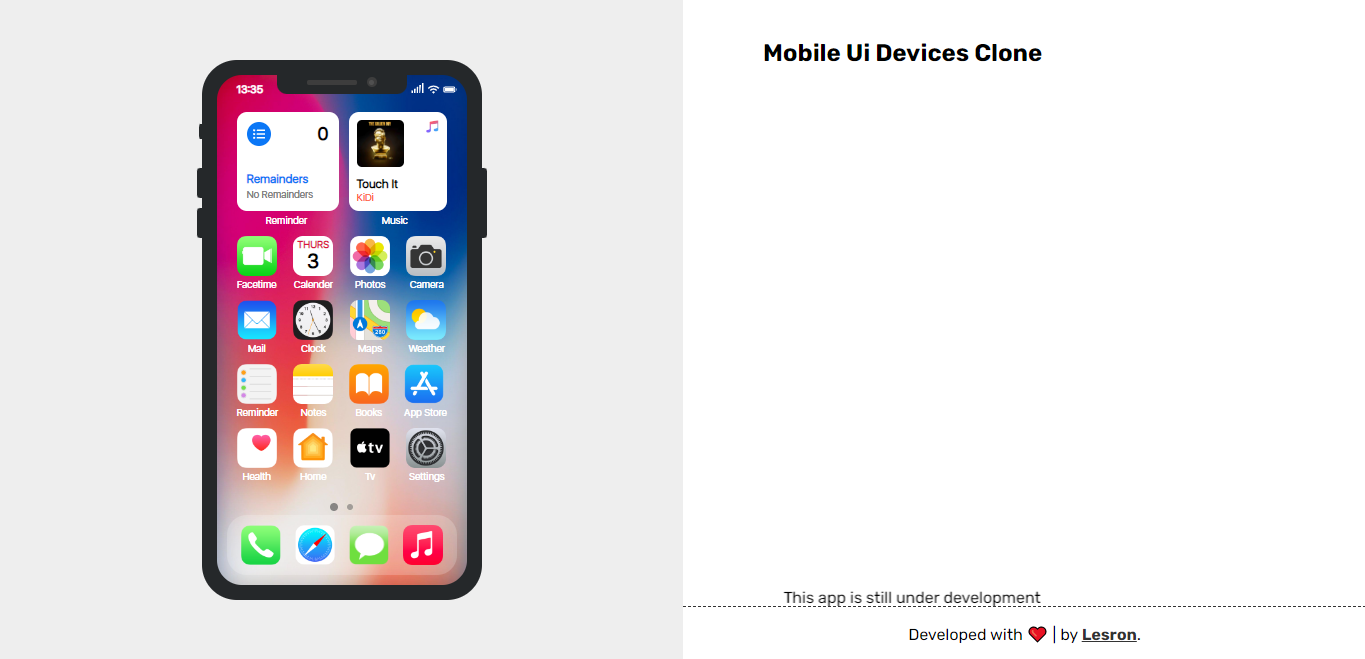 Mobile Ui Devices Clone
13:35
0
Remainders
No Remainders
Reminder
Touch It
KiDi
Music
THURS
3
Facetime
Calender
Photos
Camera
280
Mail
Clock
Maps
Weather
Reminder
Notes
Books
App Store
tv
Health
Home
Tv
Settings
This app is still under development
Developed with ❤️ | by Lesron.